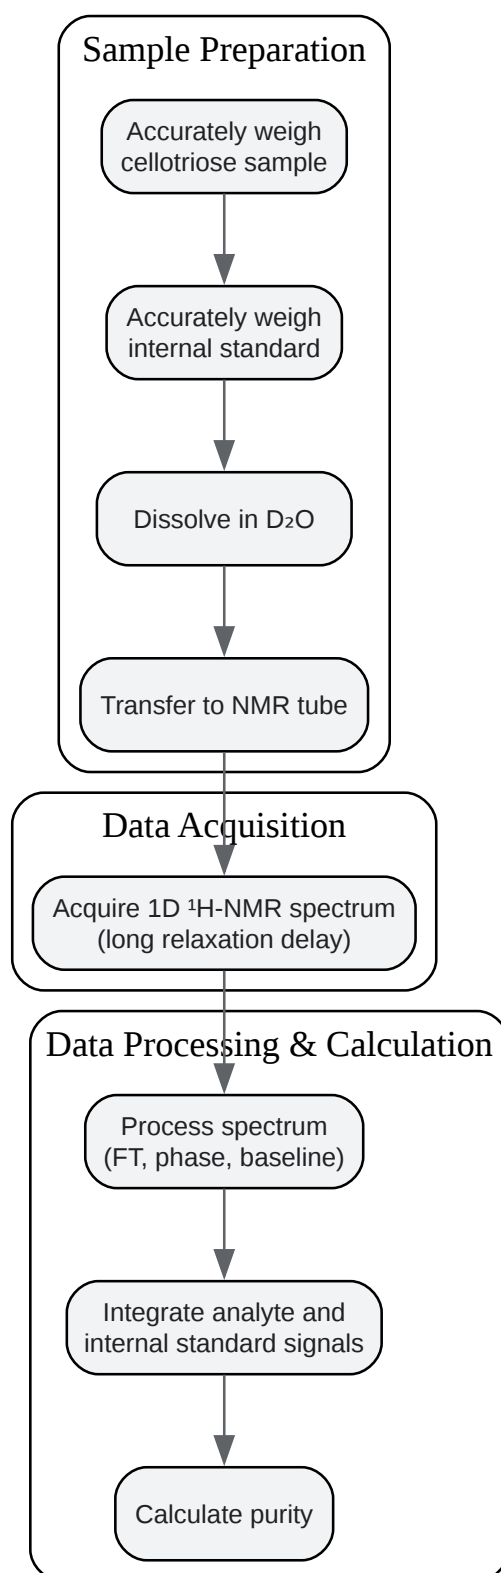 Sample Preparation
Accurately weigh
cellotriose sample
Accurately weigh
internal standard
Dissolve in D₂O
Transfer to NMR tube
Data Acquisition
Acquire 1D ¹H-NMR spectrum
(long relaxation delay)
Data Processing & Calculation
Process spectrum
(FT, phase, baseline)
Integrate analyte and
internal standard signals
Calculate purity